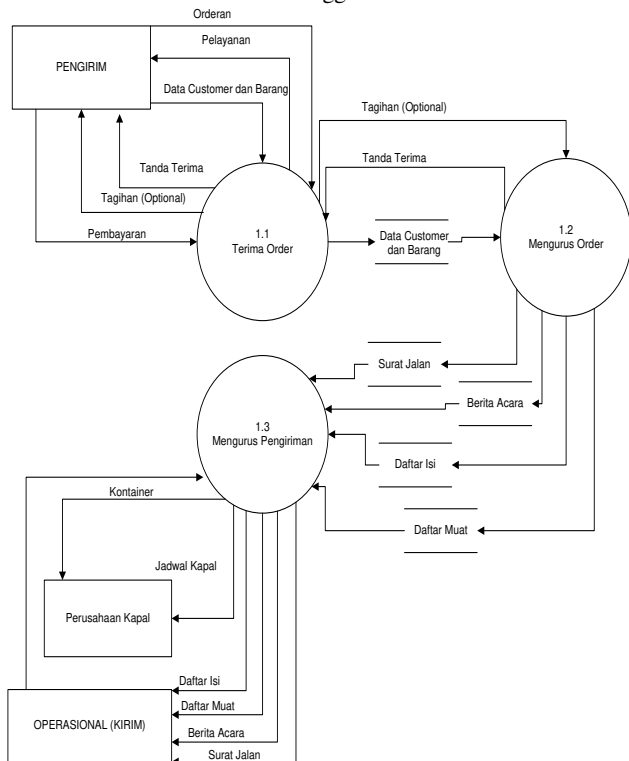 Orderan
Pelayanan
PENGIRIM
Data Customer dan Barang
Tagihan (Optional)
Tanda Terima
Tanda Terima
Tagihan (Optional)
Pembayaran
1.1
Terima Order
Data Customer
dan Barang
1.2
Mengurus Order
Surat Jalan
Berita Acara
1.3
Mengurus Pengiriman
Daftar Isi
Kontainer
Daftar Muat
Jadwal Kapal
Perusahaan Kapal
Daftar Isi
Daftar Muat
OPERASIONAL (KIRIM)
Berita Acara
Surat Jalan